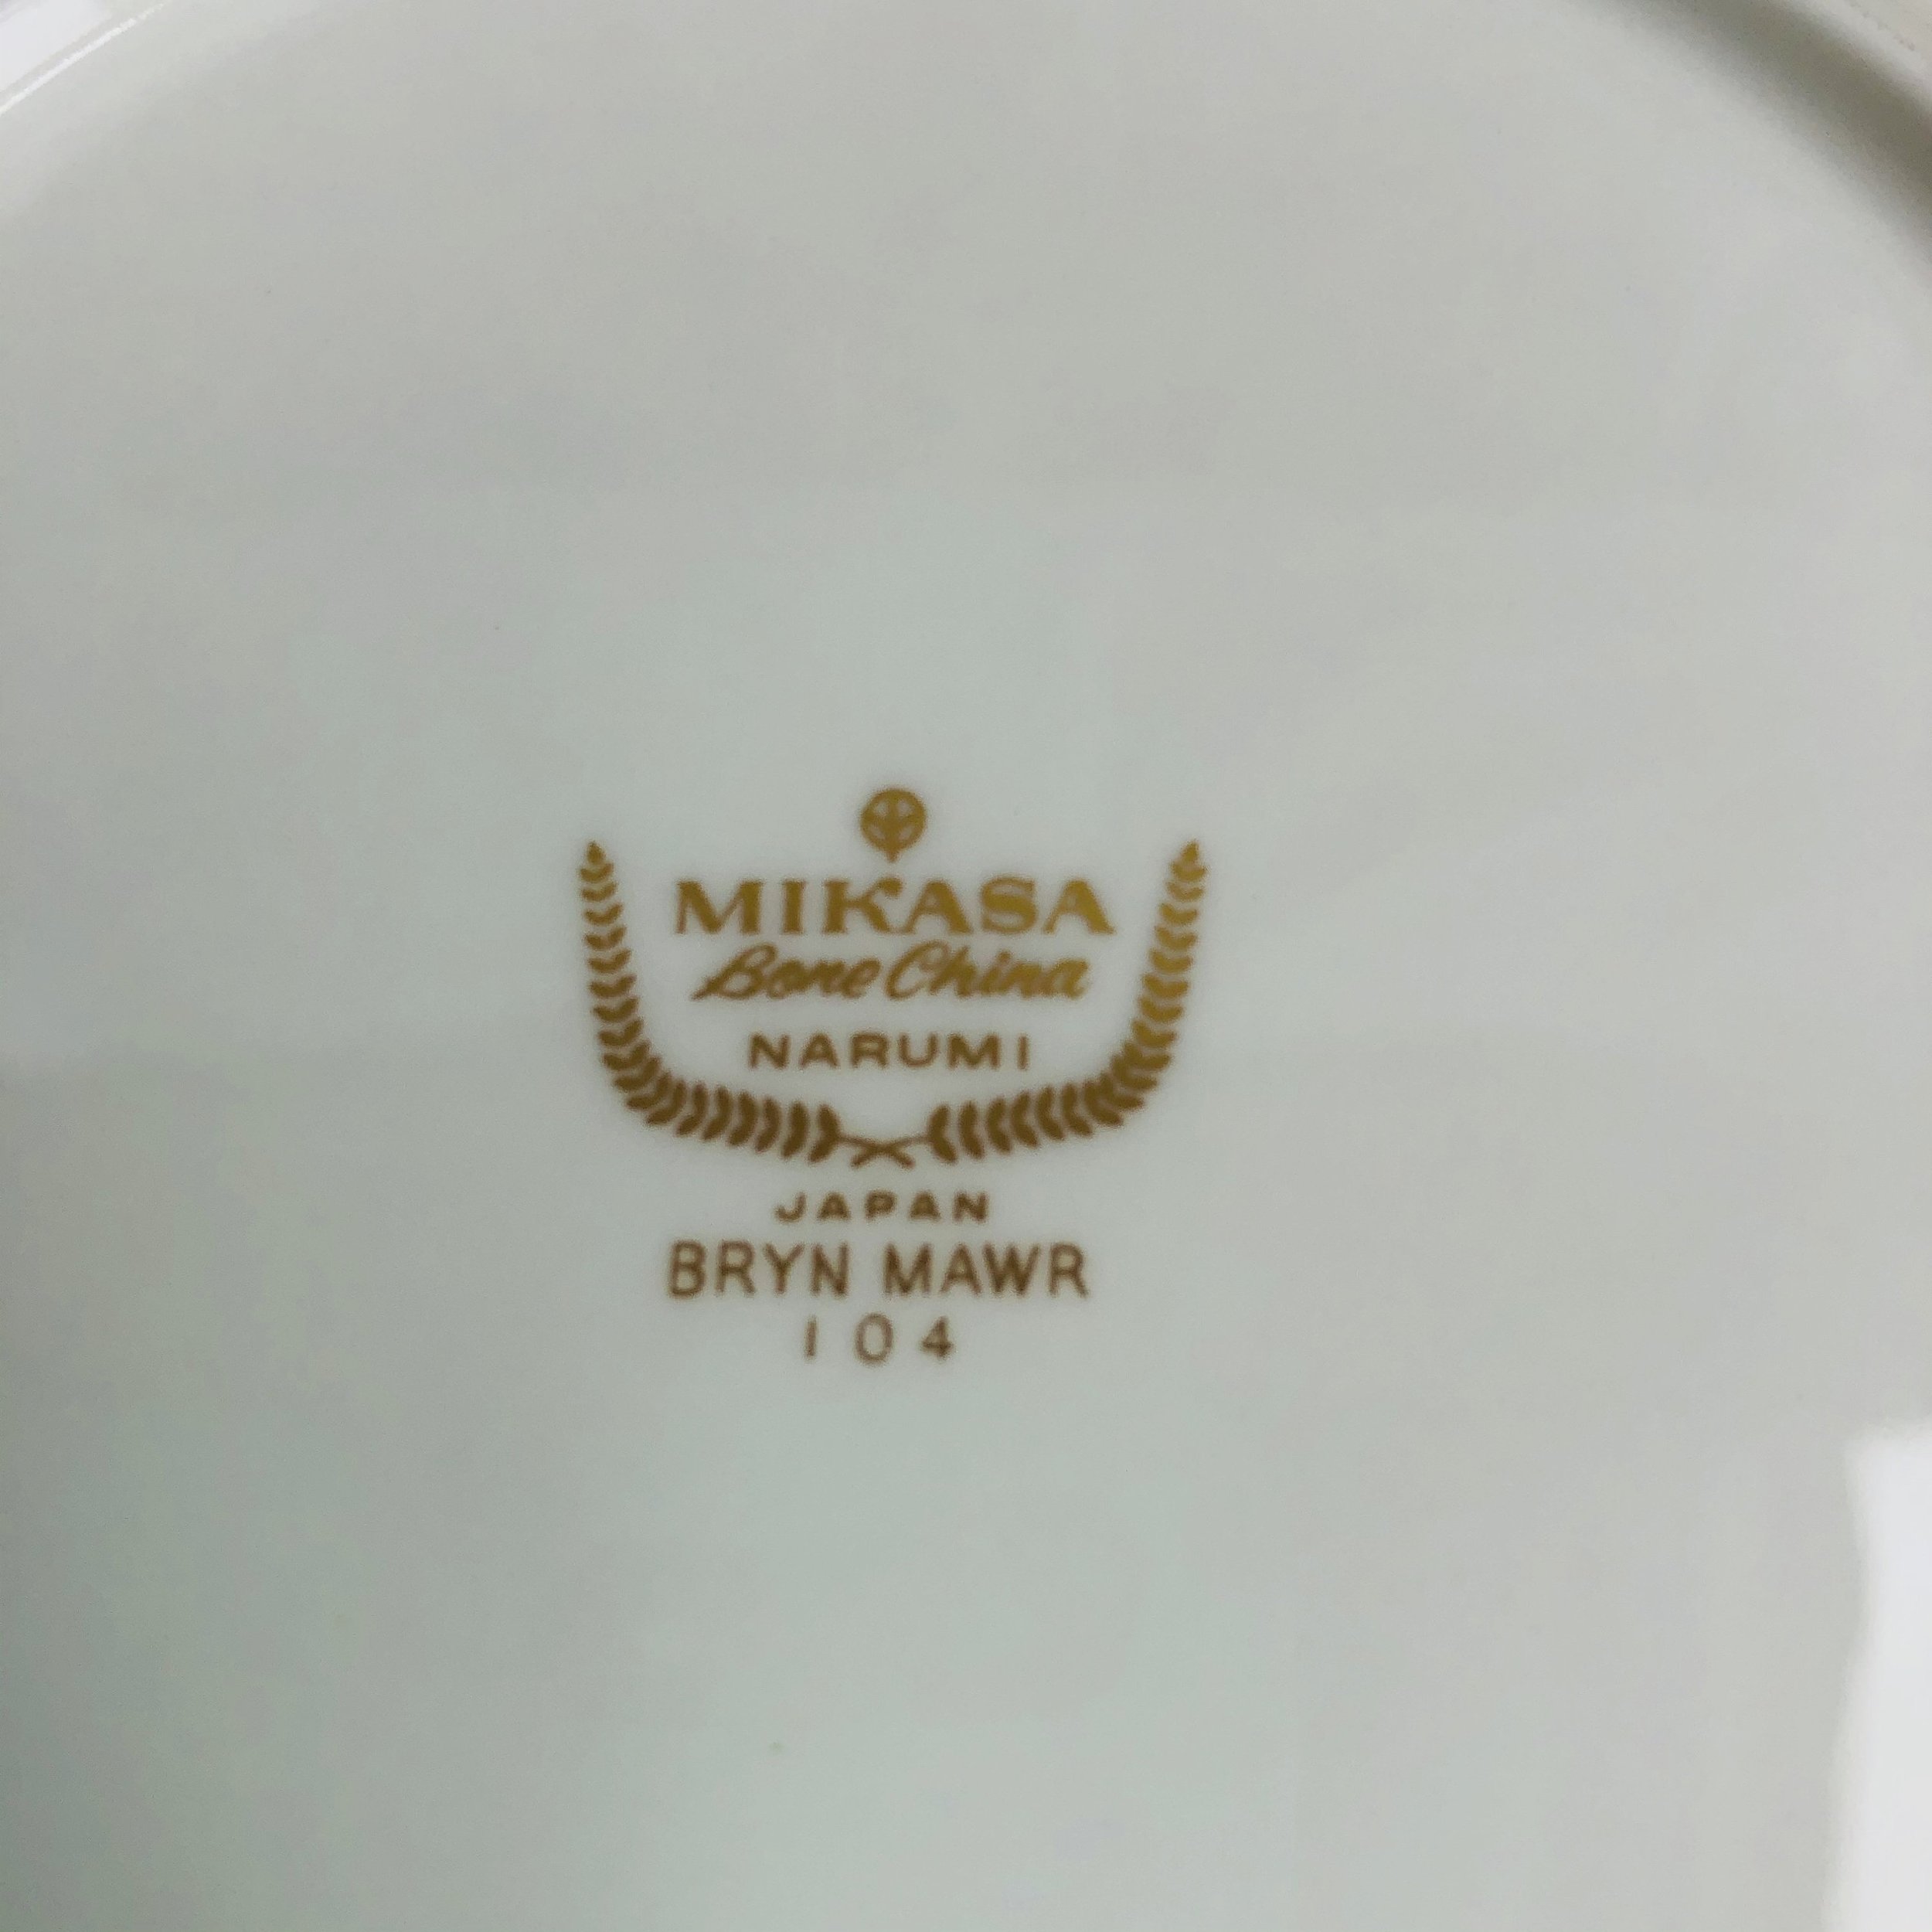 MIKASA
Bone China
NARUMI
JAPAN
BRYN MAWR
104